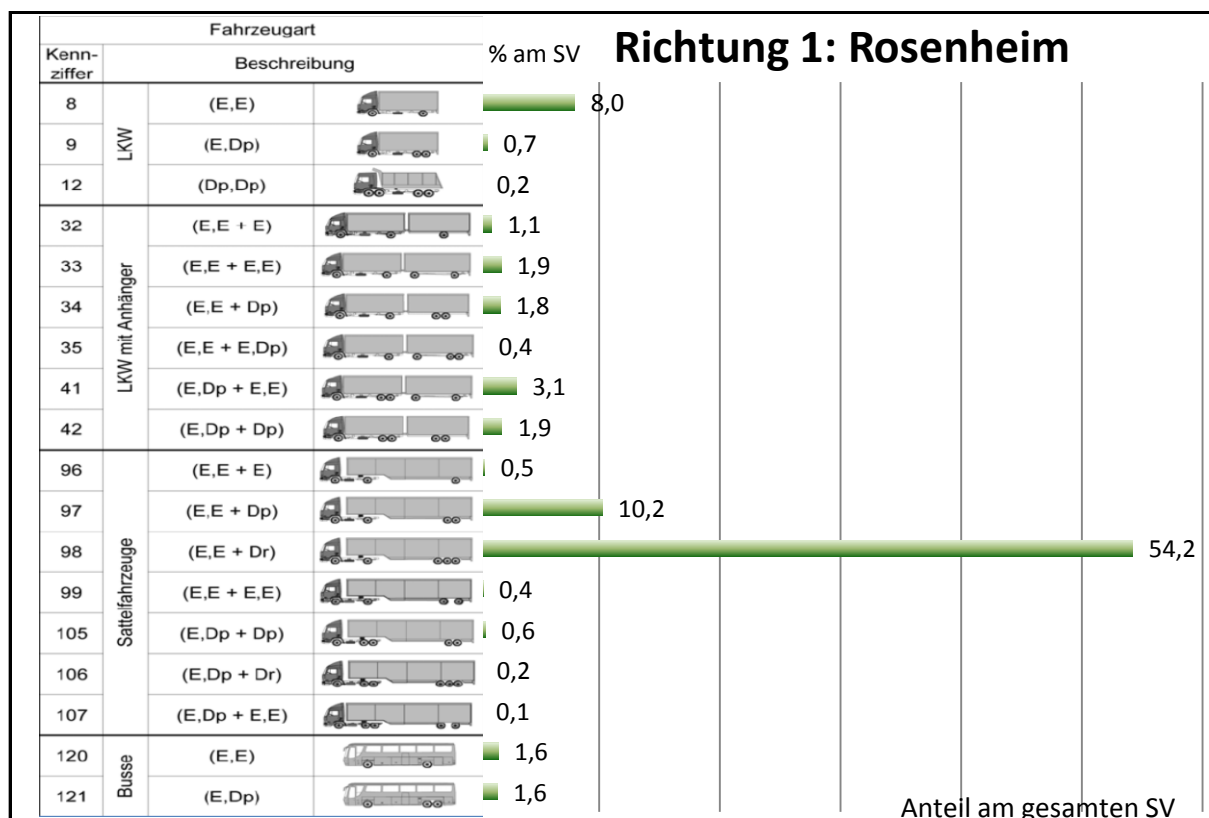 Fahrzeugart
Kenn-ziffer Beschreibung % am SV Richtung 1: Rosenheim
LKW
8 (E,E) 8,0
9 (E,Dp) 0,7
12 (Dp,Dp) 0,2
LKW mit Anhänger
32 (E,E + E) 1,1
33 (E,E + E,E) 1,9
34 (E,E + Dp) 1,8
35 (E,E + E,Dp) 0,4
41 (E,Dp + E,E) 3,1
42 (E,Dp + Dp) 1,9
Sattelfahrzeuge
96 (E,E + E) 0,5
97 (E,E + Dp) 10,2
98 (E,E + Dr) 54,2
99 (E,E + E,E) 0,4
105 (E,Dp + Dp) 0,6
106 (E,Dp + Dr) 0,2
107 (E,Dp + E,E) 0,1
Busse
120 (E,E) 1,6
121 (E,Dp) 1,6
Anteil am gesamten SV